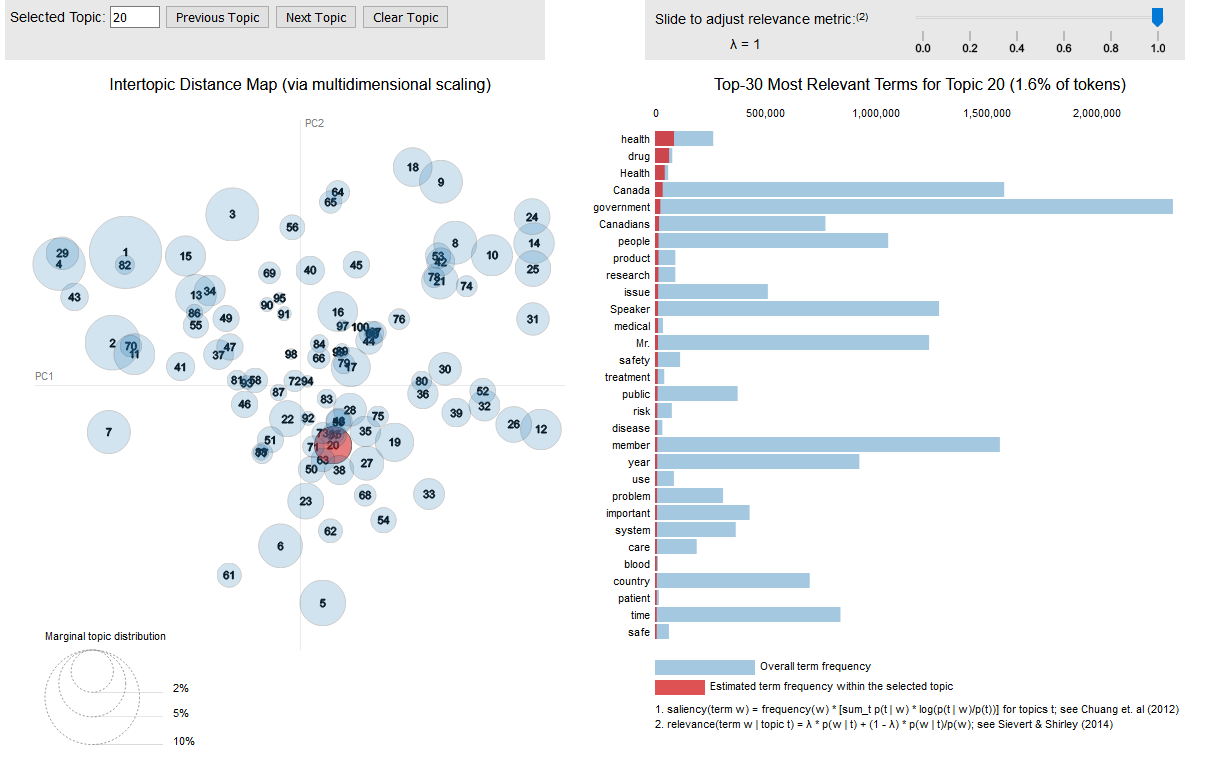 Selected Topic: 20 Previous Topic Next Topic Clear Topic
Slide to adjust relevance metric:(2)
λ = 1
0.0 0.2 0.4 0.6 0.8 1.0
Intertopic Distance Map (via multidimensional scaling)
PC2
PC1
18
9
64
65
3
56
24
8
14
29
1
4
82
15
53
42
10
25
69
40
45
78
21
74
43
13
34
95
90
91
16
86
55
49
97
100
76
31
44
2
70
11
47
37
98
84
66
79
17
41
30
81
58
72
94
80
36
52
32
87
83
46
39
22
92
28
75
26
12
7
51
35
19
20
50
38
27
23
68
33
62
54
6
61
5
Marginal topic distribution
2%
5%
10%
Top-30 Most Relevant Terms for Topic 20 (1.6% of tokens)
0 500,000 1,000,000 1,500,000 2,000,000
health
drug
Health
Canada
government
Canadians
people
product
research
issue
Speaker
medical
Mr.
safety
treatment
public
risk
disease
member
year
use
problem
important
system
care
blood
country
patient
time
safe
Overall term frequency
Estimated term frequency within the selected topic
1. saliency(term w) = frequency(w) * [sum_t p(t | w) * log(p(t | w)/p(t))] for topics t; see Chuang et. al (2012)
2. relevance(term w | topic t) = λ * p(w | t) + (1 - λ) * p(w | t)/p(w); see Sievert & Shirley (2014)